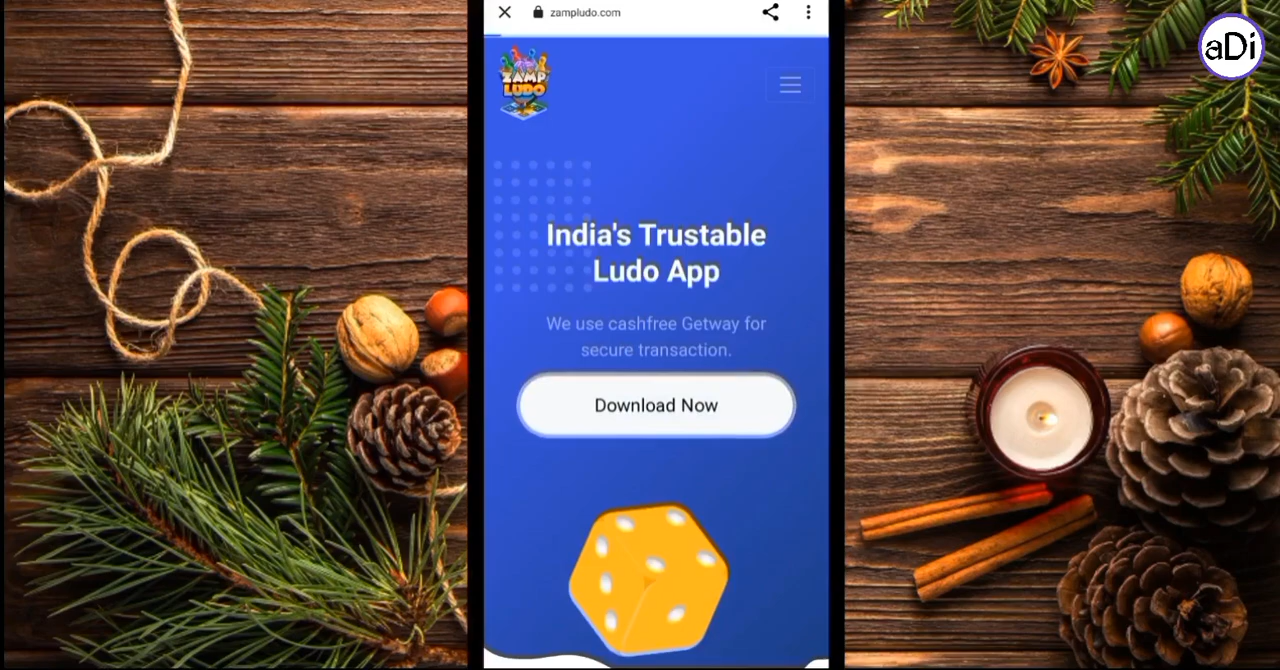 zampludo.com
aDi
ZAMP
LUDO
India's Trustable
Ludo App
We use cashfree Getway for
secure transaction.
Download Now